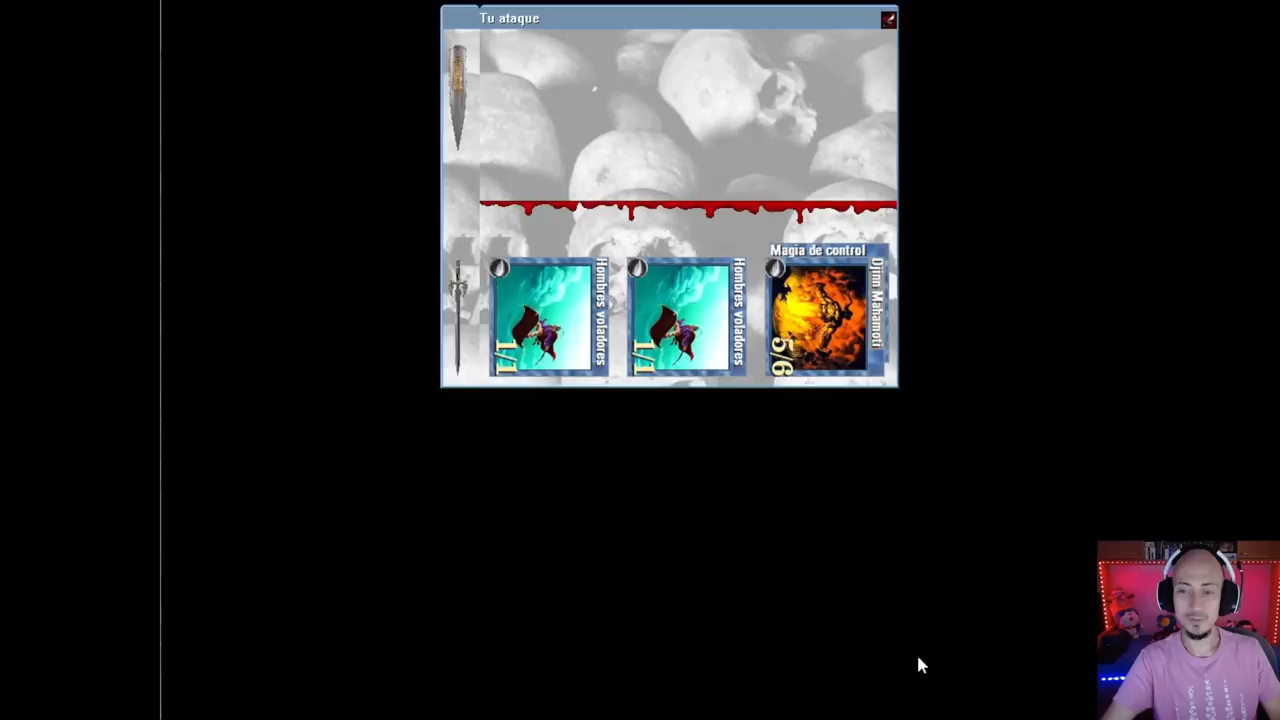 Tu ataque
Hombres voladores
1/1
Hombres voladores
1/1
Magia de control
Djinn Mahamoti
5/6